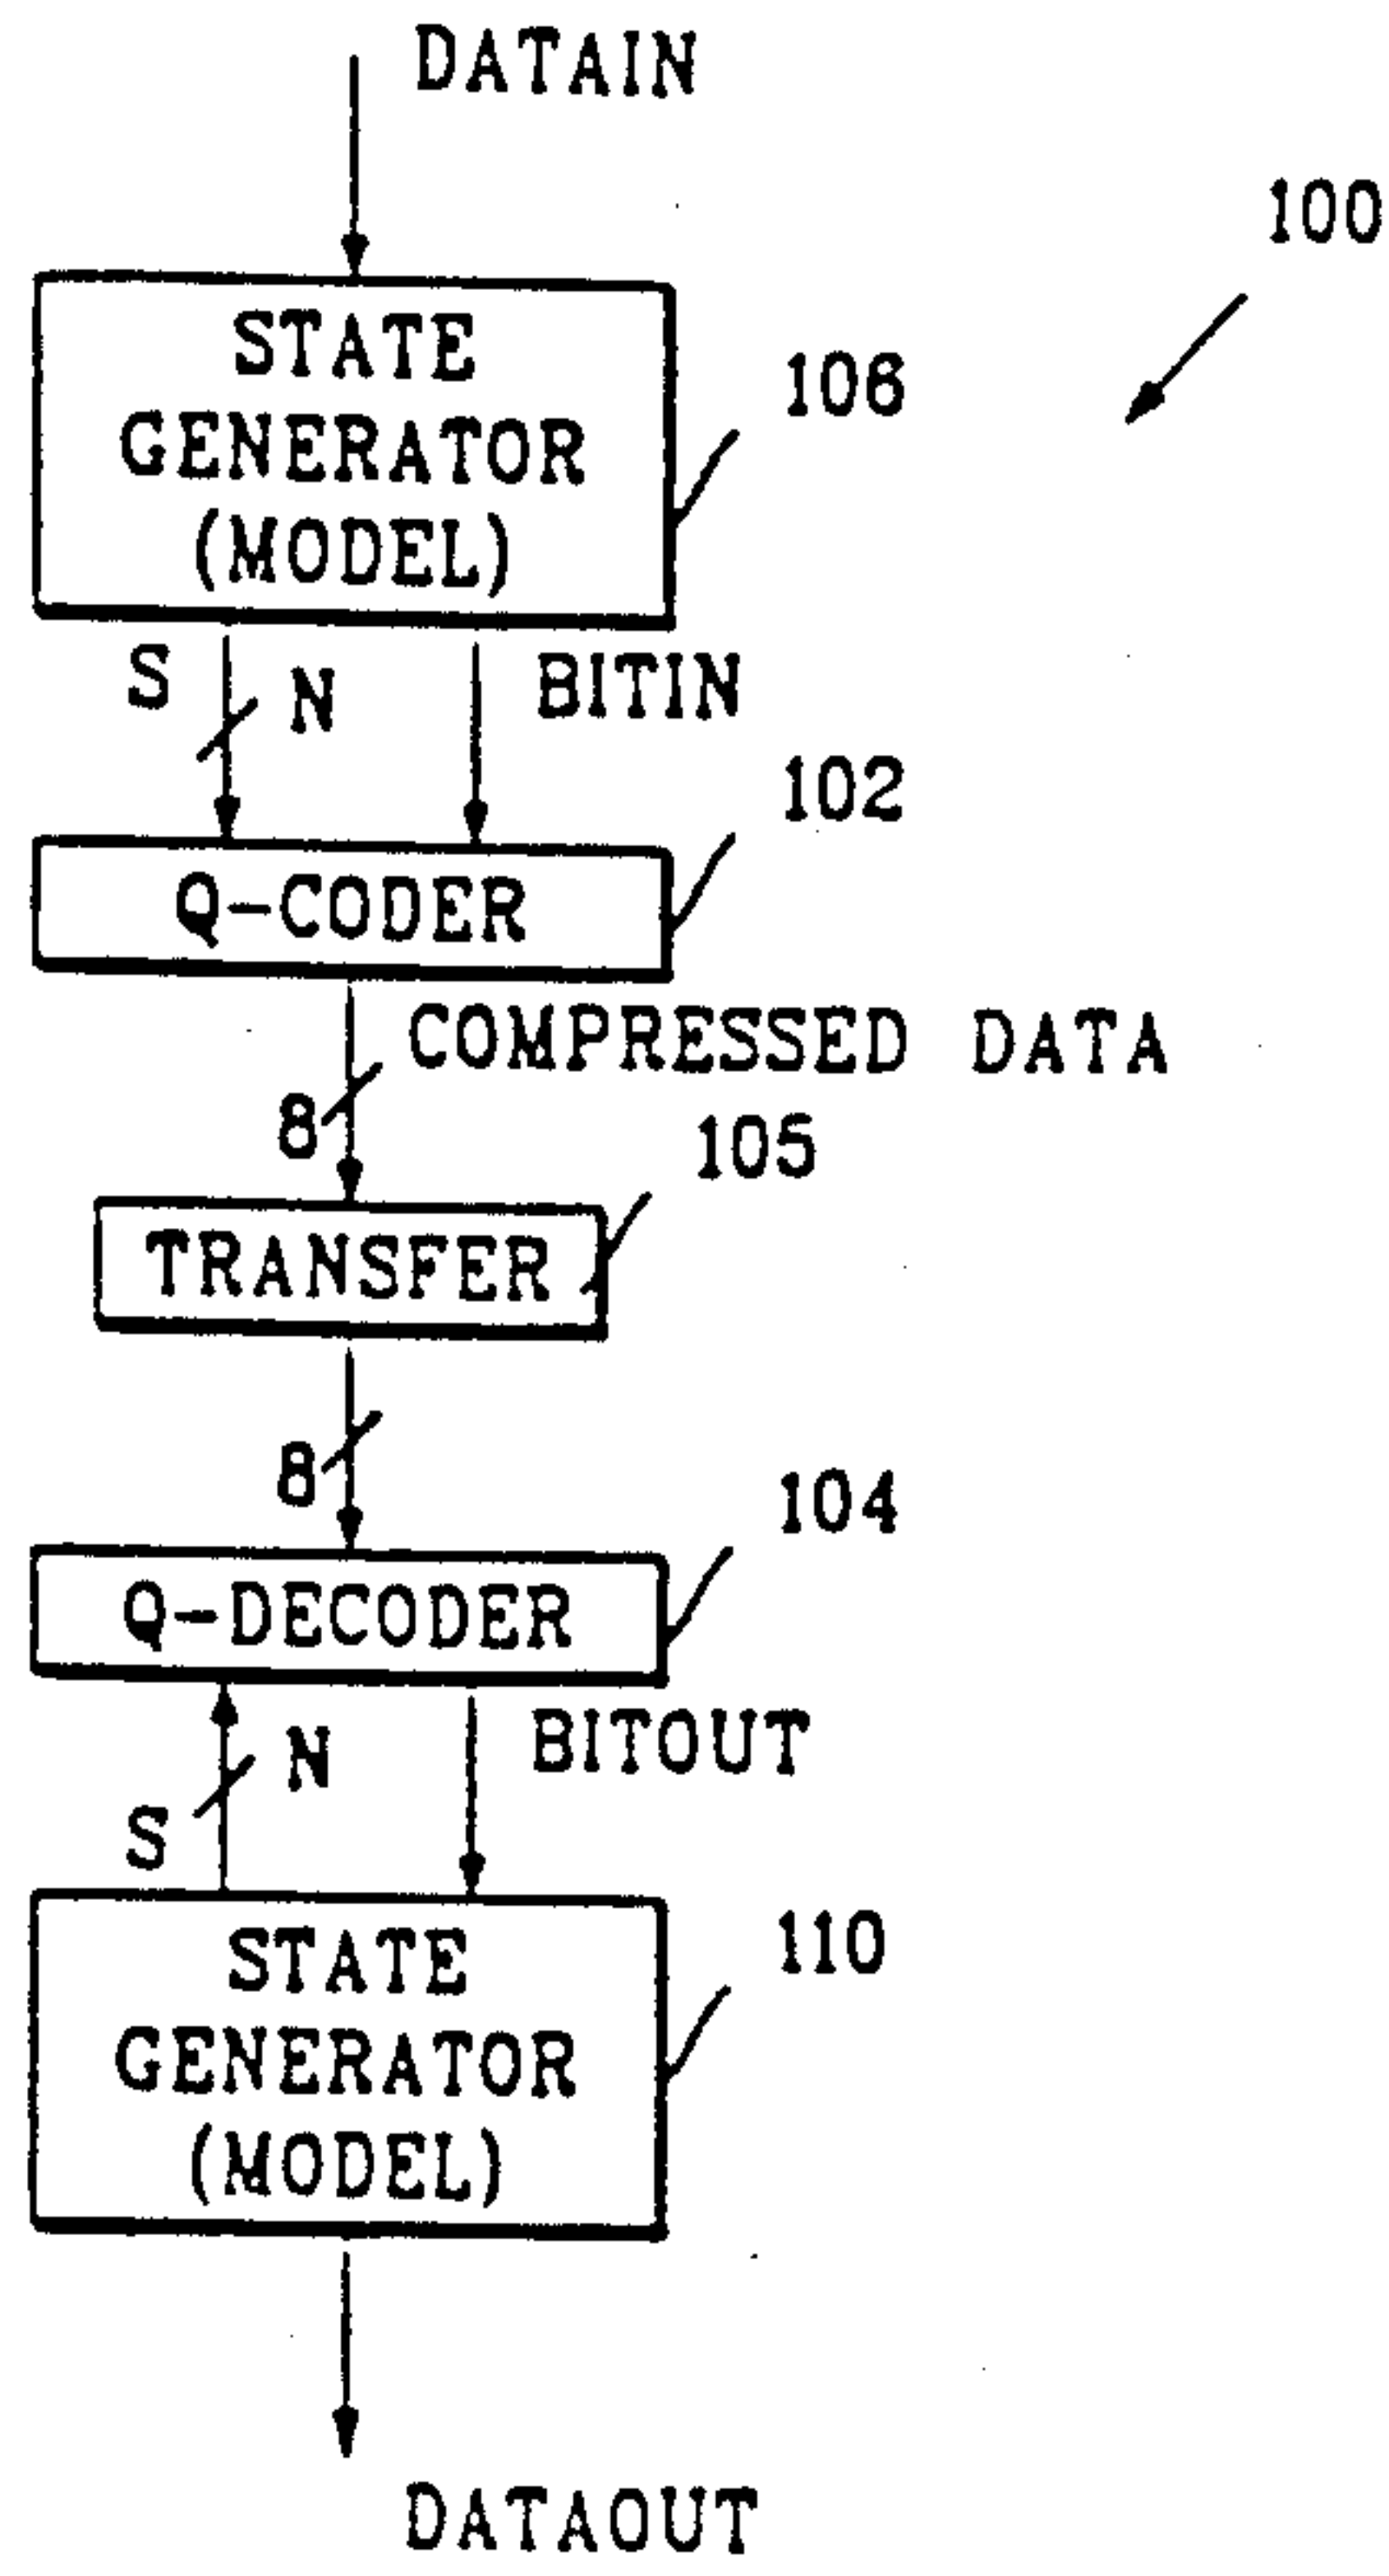 DATAIN
100
STATE
GENERATOR
(MODEL)
106
S
N
BITIN
102
Q-CODER
COMPRESSED DATA
8
105
TRANSFER
8
104
Q-DECODER
N
BITOUT
S
STATE
GENERATOR
(MODEL)
110
DATAOUT